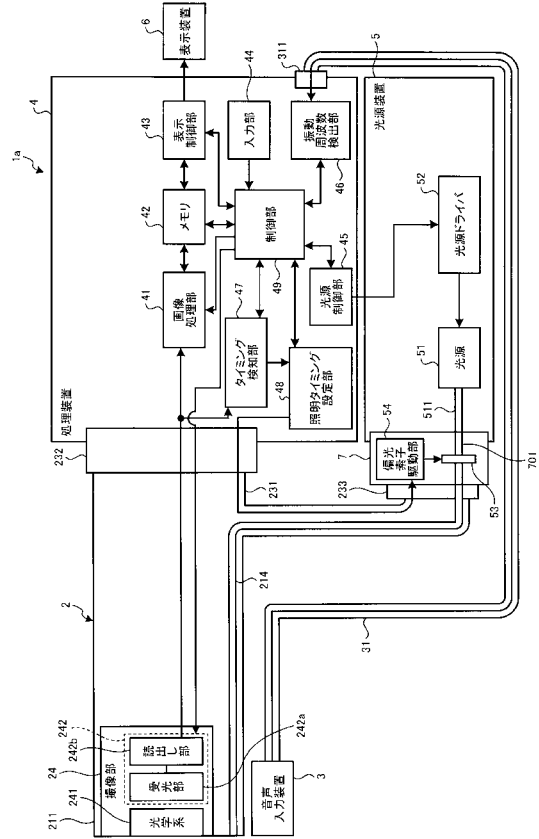 1a
6
表示装置
処理装置
4
41
画像
処理部
42
メモリ
43
表示
制御部
44
入力部
311
47
タイミング
検知部
49
制御部
46
振動
周波数
検出部
48
照明タイミング
設定部
45
光源
制御部
5
光源装置
51
光源
52
光源ドライバ
511
7
54
偏光
素子
駆動部
53
701
232
231
233
2
214
31
211
241
光学系
24
撮像部
242
242b
読出し部
受光部
242a
3
音声
入力装置